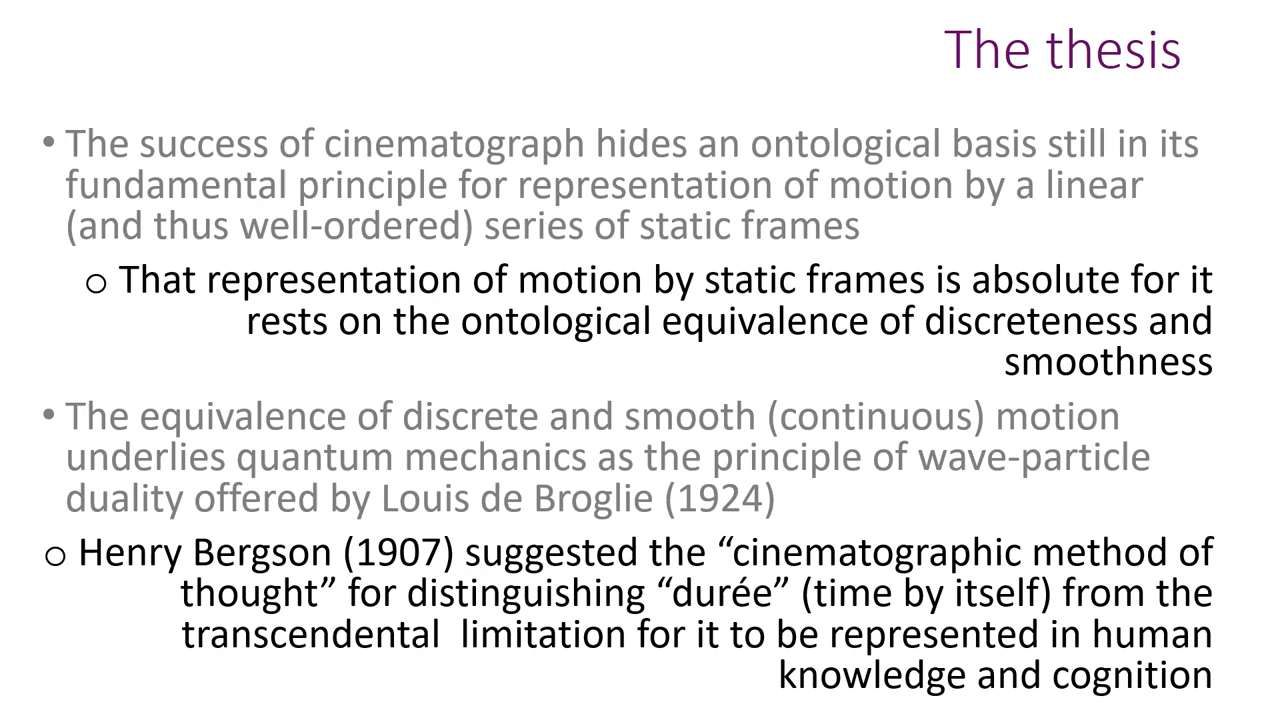 The thesis
• The success of cinematograph hides an ontological basis still in its
fundamental principle for representation of motion by a linear
(and thus well-ordered) series of static frames
o That representation of motion by static frames is absolute for it
rests on the ontological equivalence of discreteness and
smoothness
• The equivalence of discrete and smooth (continuous) motion
underlies quantum mechanics as the principle of wave-particle
duality offered by Louis de Broglie (1924)
o Henry Bergson (1907) suggested the “cinematographic method of
thought” for distinguishing “durée” (time by itself) from the
transcendental  limitation for it to be represented in human
knowledge and cognition